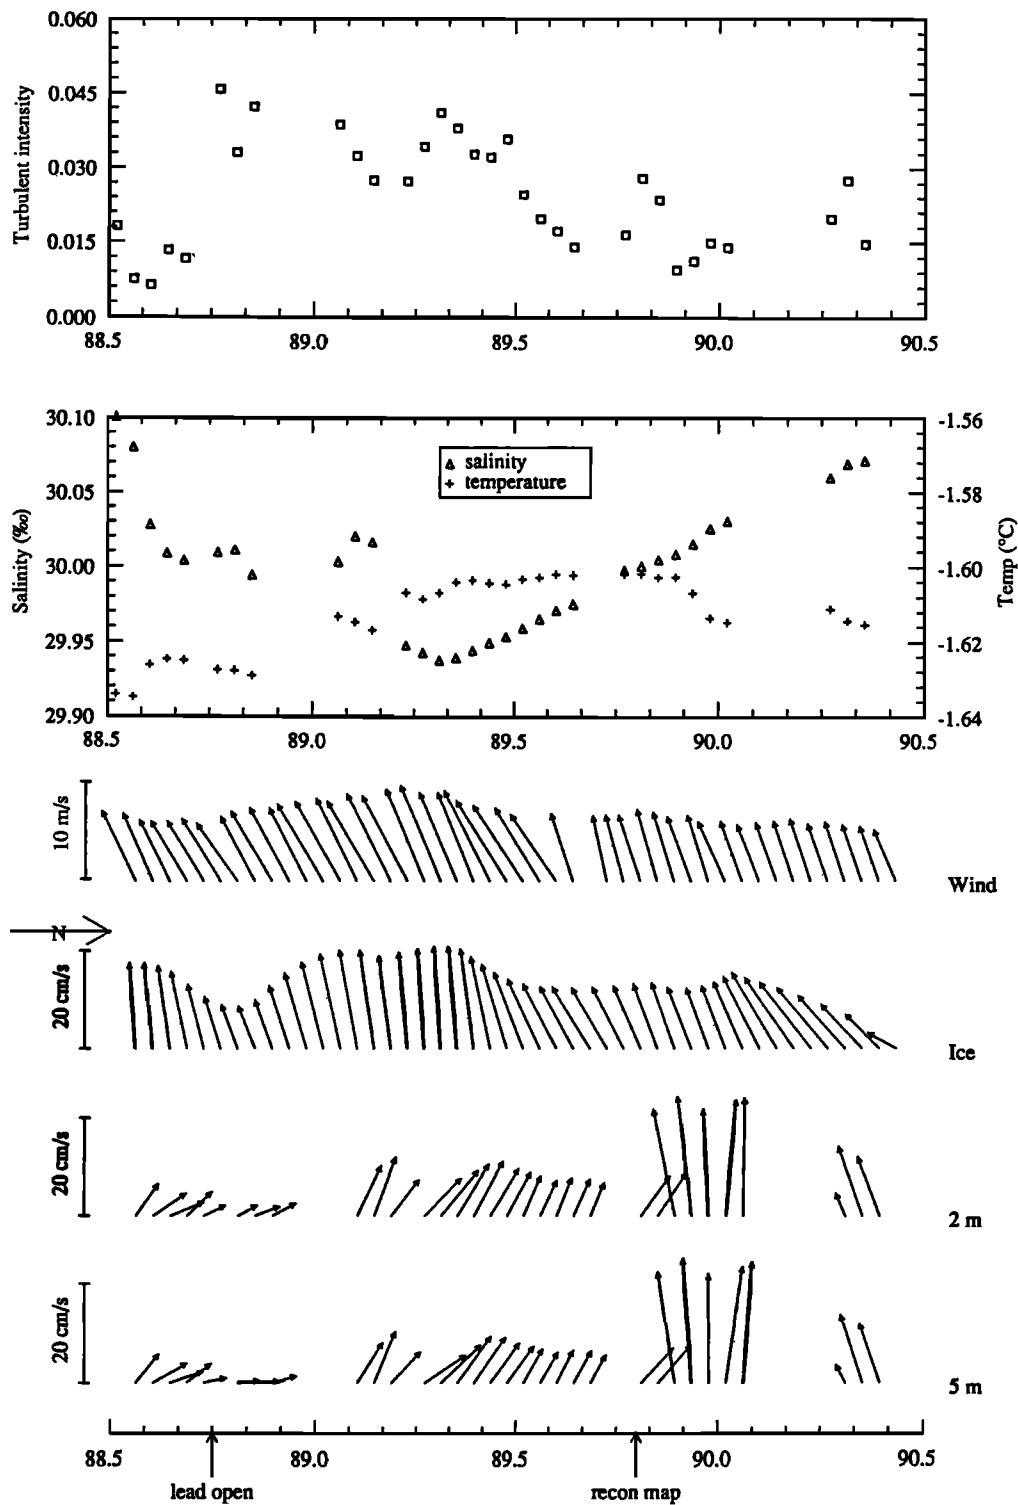 0.060
0.045
0.030
0.015
0.000
Turbulent intensity
88.5 89.0 89.5 90.0 90.5
30.10
30.05
30.00
29.95
29.90
Salinity (‰)
salinity
temperature
-1.56
-1.58
-1.60
-1.62
-1.64
Temp (°C)
88.5 89.0 89.5 90.0 90.5
10 m/s
Wind
N
20 cm/s
Ice
20 cm/s
2 m
20 cm/s
5 m
88.5 89.0 89.5 90.0 90.5
lead open recon map